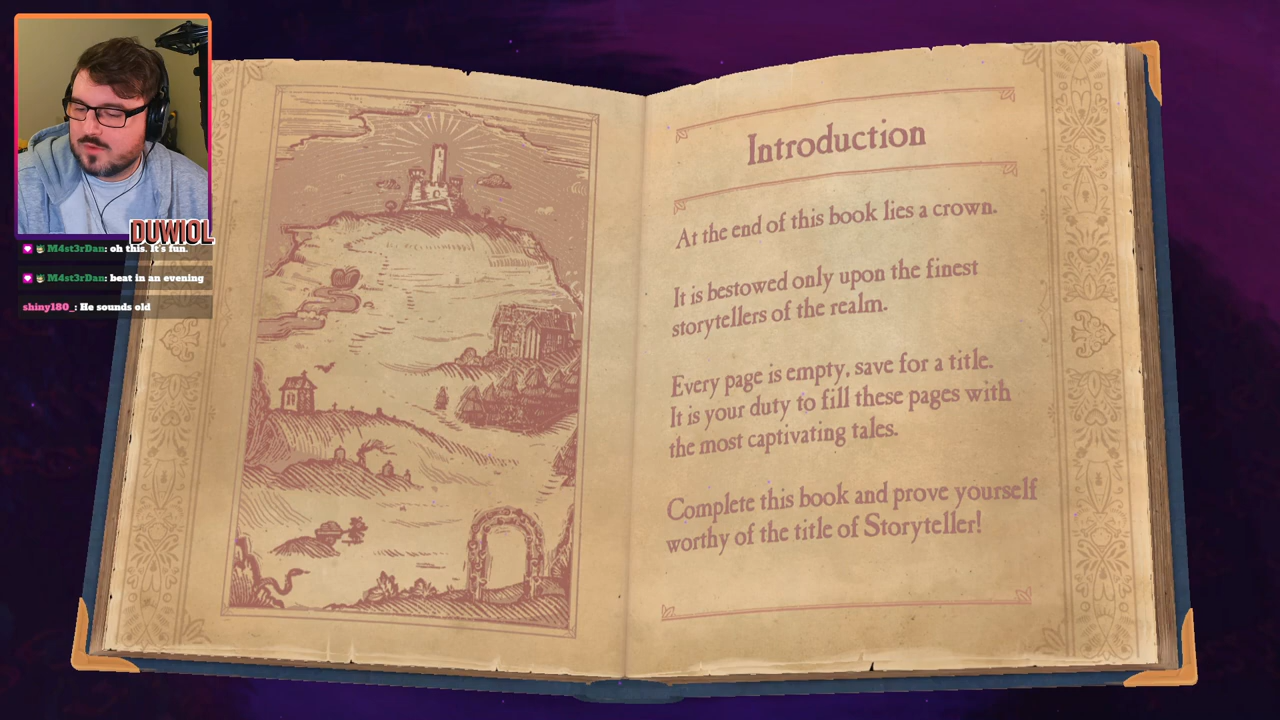 DUWIOL
M4st3rDan: oh this. It's fun.
M4st3rDan: beat in an evening
shiny180_: He sounds old
Introduction
At the end of this book lies a crown.
It is bestowed only upon the finest
storytellers of the realm.
Every page is empty, save for a title.
It is your duty to fill these pages with
the most captivating tales.
Complete this book and prove yourself
worthy of the title of Storyteller!